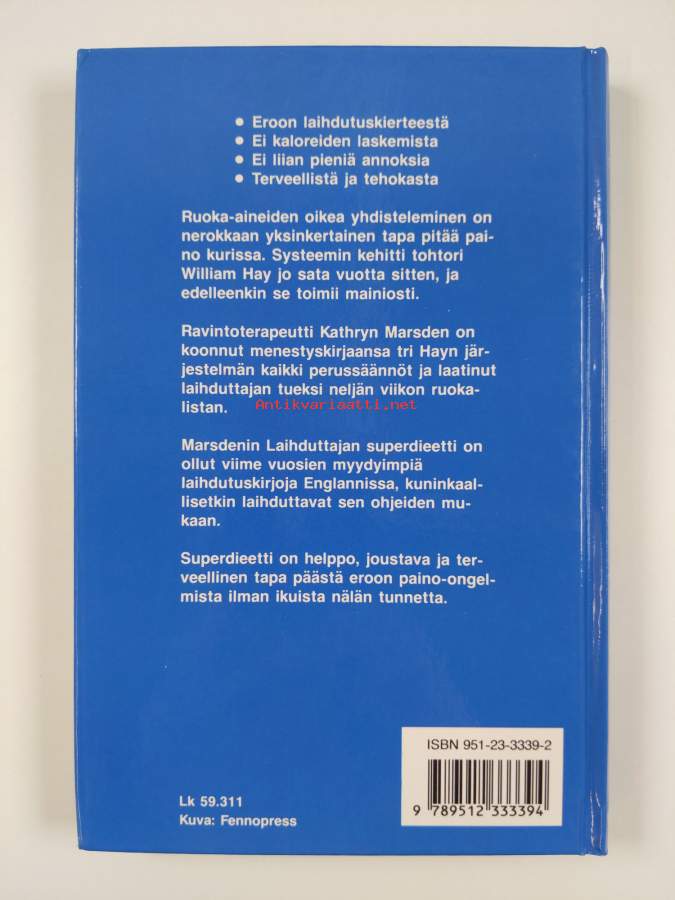 • Eroon laihdutuskierteestä
• Ei kaloreiden laskemista
• Ei liian pieniä annoksia
• Terveellistä ja tehokasta
Ruoka-aineiden oikea yhdisteleminen on
nerokkaan yksinkertainen tapa pitää pai-
no kurissa. Systeemin kehitti tohtori
William Hay jo sata vuotta sitten, ja
edelleenkin se toimii mainiosti.
Ravintoterapeutti Kathryn Marsden on
koonnut menestyskirjaansa tri Hayn jär-
jestelmän kaikki perussäännöt ja laatinut
laihduttajan tueksi neljän viikon ruoka-
listan.
Antikvariaatti.net
Marsdenin Laihduttajan superdieetti on
ollut viime vuosien myydyimpiä
laihdutuskirjoja Englannissa, kuninkaal-
lisetkin laihduttavat sen ohjeiden mu-
kaan.
Superdieetti on helppo, joustava ja ter-
veellinen tapa päästä eroon paino-ongel-
mista ilman ikuista nälän tunnetta.
ISBN 951-23-3339-2
9 789512 333394
Lk 59.311
Kuva: Fennopress